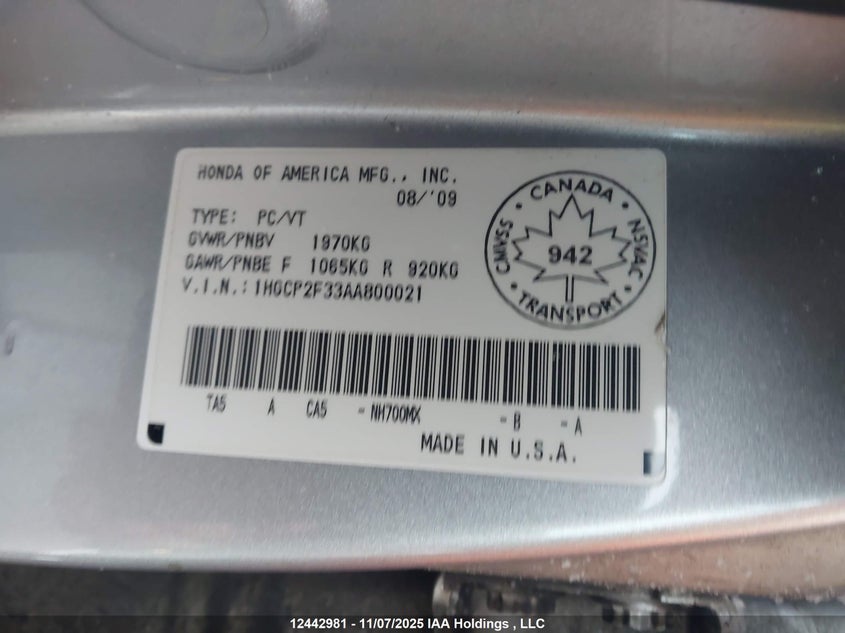 HONDA OF AMERICA MFG., INC.
08/'09
TYPE: PC/VT
GVWR/PNBV 1970KG
GAWR/PNBE F 1065KG R 920KG
V.I.N.: 1HGCP2F33AA800021
CANADA
CMVSS
NSVAC
942
TRANSPORT
TA5 A CA5 -NH700MX -B -A
MADE IN U.S.A.
12442981 - 11/07/2025 IAA Holdings , LLC